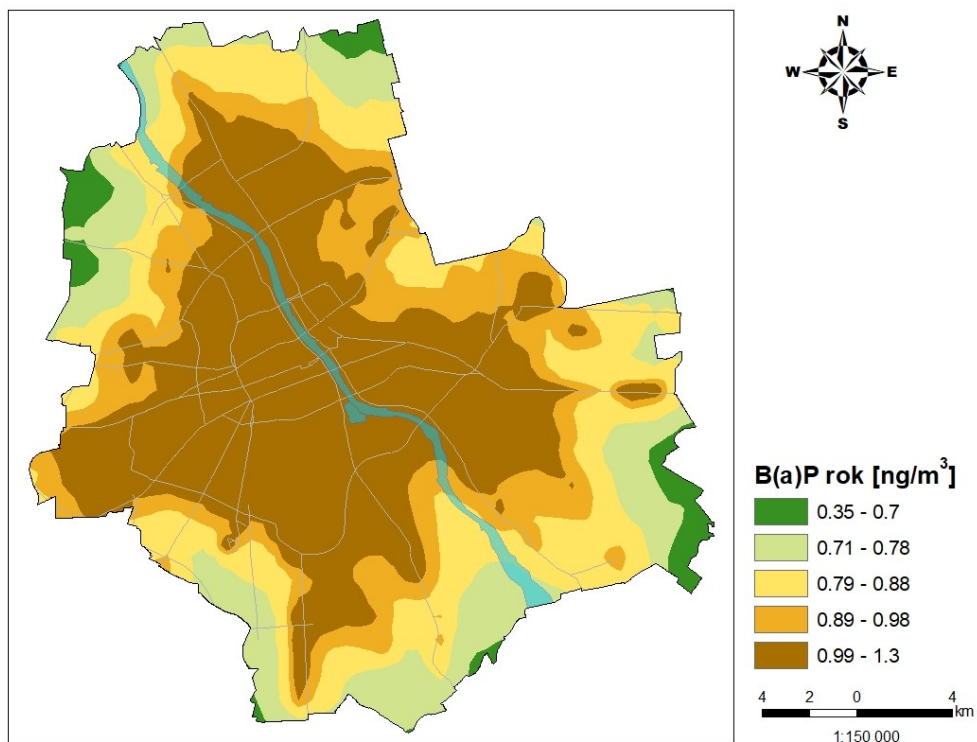 N
W E
S
B(a)P rok [ng/m³]
0.35 - 0.7
0.71 - 0.78
0.79 - 0.88
0.89 - 0.98
0.99 - 1.3
4 2 0 4
km
1:150 000